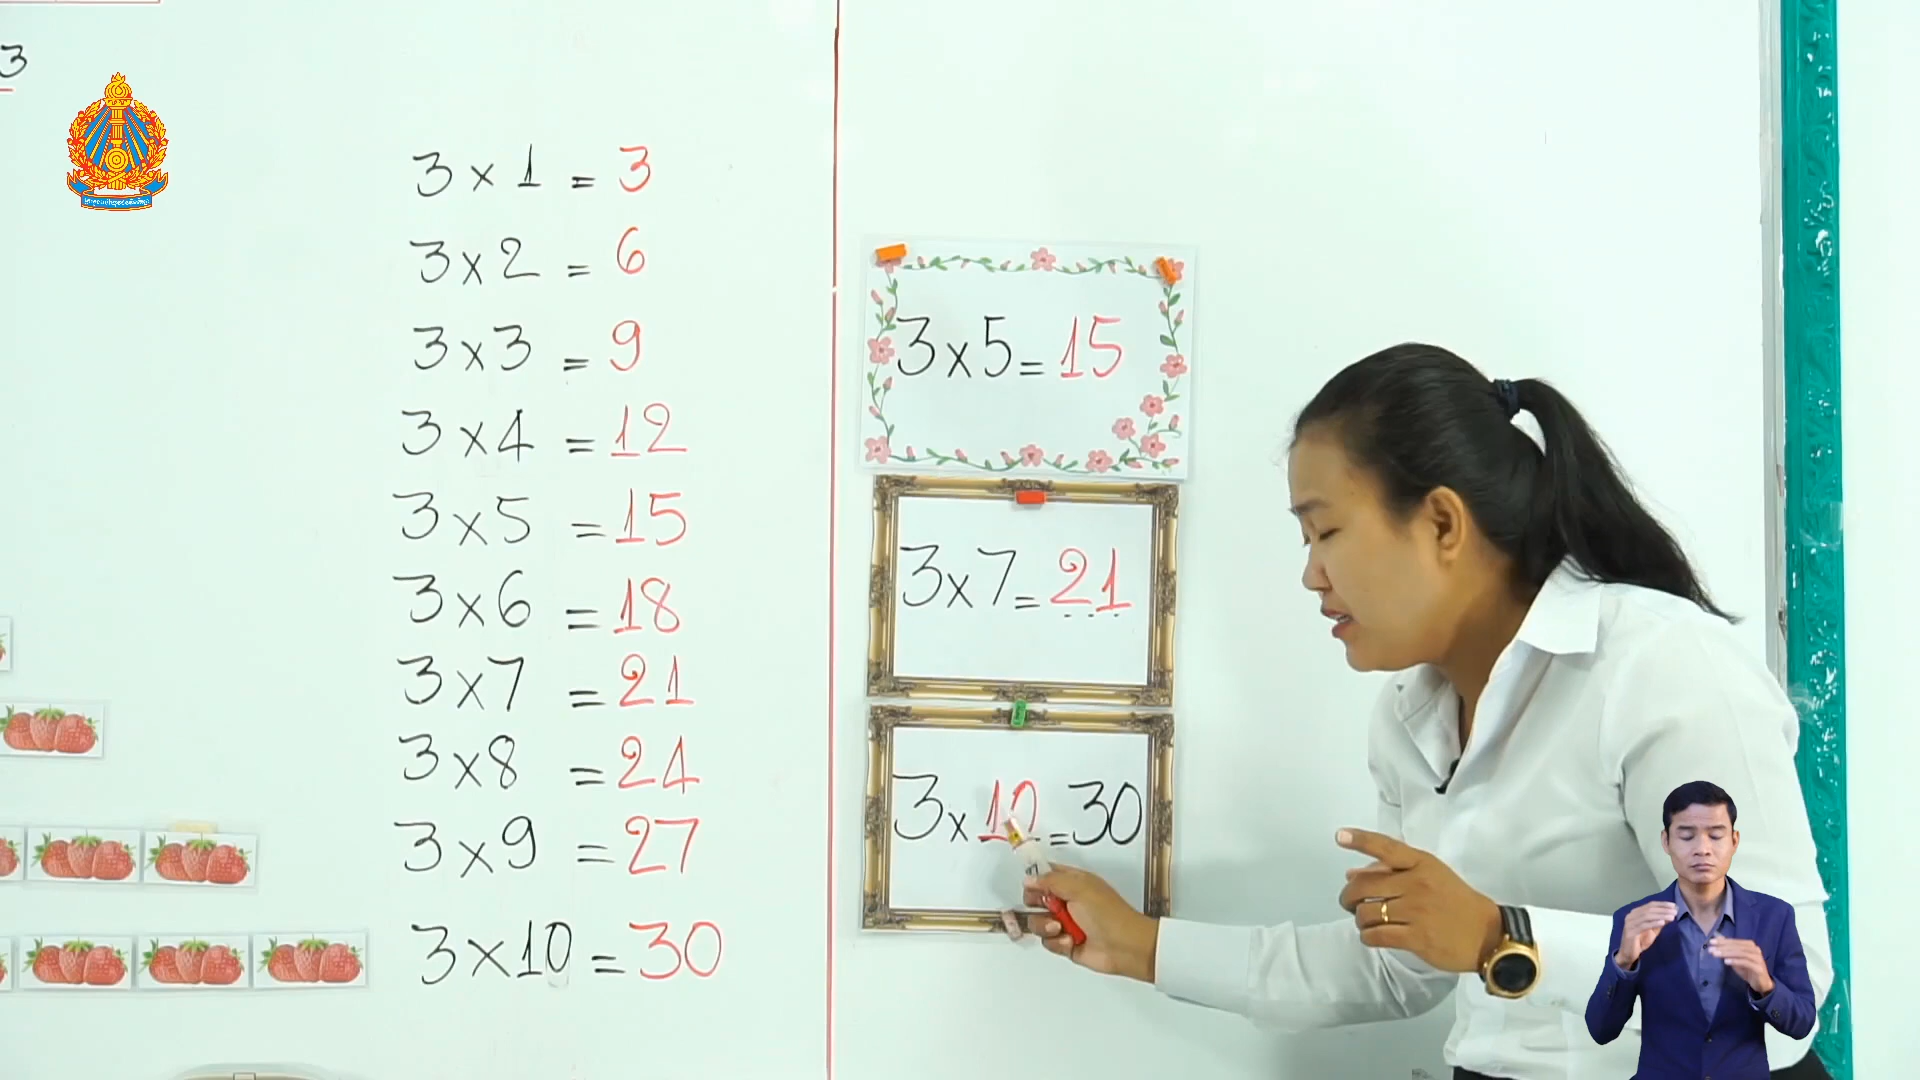 3
3 x 1 = 3
3 x 2 = 6
3 x 3 = 9
3 x 4 = 12
3 x 5 = 15
3 x 6 = 18
3 x 7 = 21
3 x 8 = 24
3 x 9 = 27
3 x 10 = 30
3 x 5 = 15
3 x 7 = 21
3 x 10 = 30